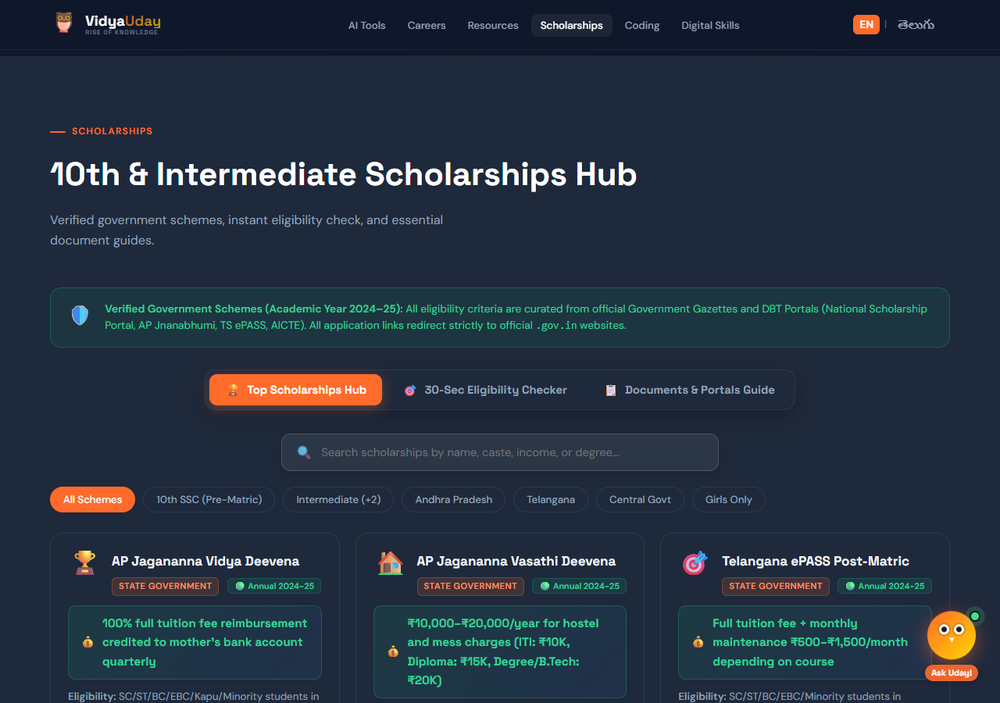 VidyaUday
RISE OF KNOWLEDGE
AI Tools
Careers
Resources
Scholarships
Coding
Digital Skills
EN
|
తెలుగు
SCHOLARSHIPS
10th & Intermediate Scholarships Hub
Verified government schemes, instant eligibility check, and essential
document guides.
Verified Government Schemes (Academic Year 2024–25): All eligibility criteria are curated from official Government Gazettes and DBT Portals (National Scholarship
Portal, AP Jnanabhumi, TS ePASS, AICTE). All application links redirect strictly to official .gov.in websites.
Top Scholarships Hub
30-Sec Eligibility Checker
Documents & Portals Guide
Search scholarships by name, caste, income, or degree...
All Schemes
10th SSC (Pre-Matric)
Intermediate (+2)
Andhra Pradesh
Telangana
Central Govt
Girls Only
AP Jagananna Vidya Deevena
STATE GOVERNMENT
Annual 2024-25
100% full tuition fee reimbursement
credited to mother's bank account
quarterly
Eligibility: SC/ST/BC/EBC/Kapu/Minority students in
AP Jagananna Vasathi Deevena
STATE GOVERNMENT
Annual 2024-25
₹10,000–₹20,000/year for hostel
and mess charges (ITI: ₹10K,
Diploma: ₹15K, Degree/B.Tech:
₹20K)
Telangana ePASS Post-Matric
STATE GOVERNMENT
Annual 2024-25
Full tuition fee + monthly
maintenance ₹500–₹1,500/month
depending on course
Eligibility: SC/ST/BC/EBC/Minority students in
Ask Uday!